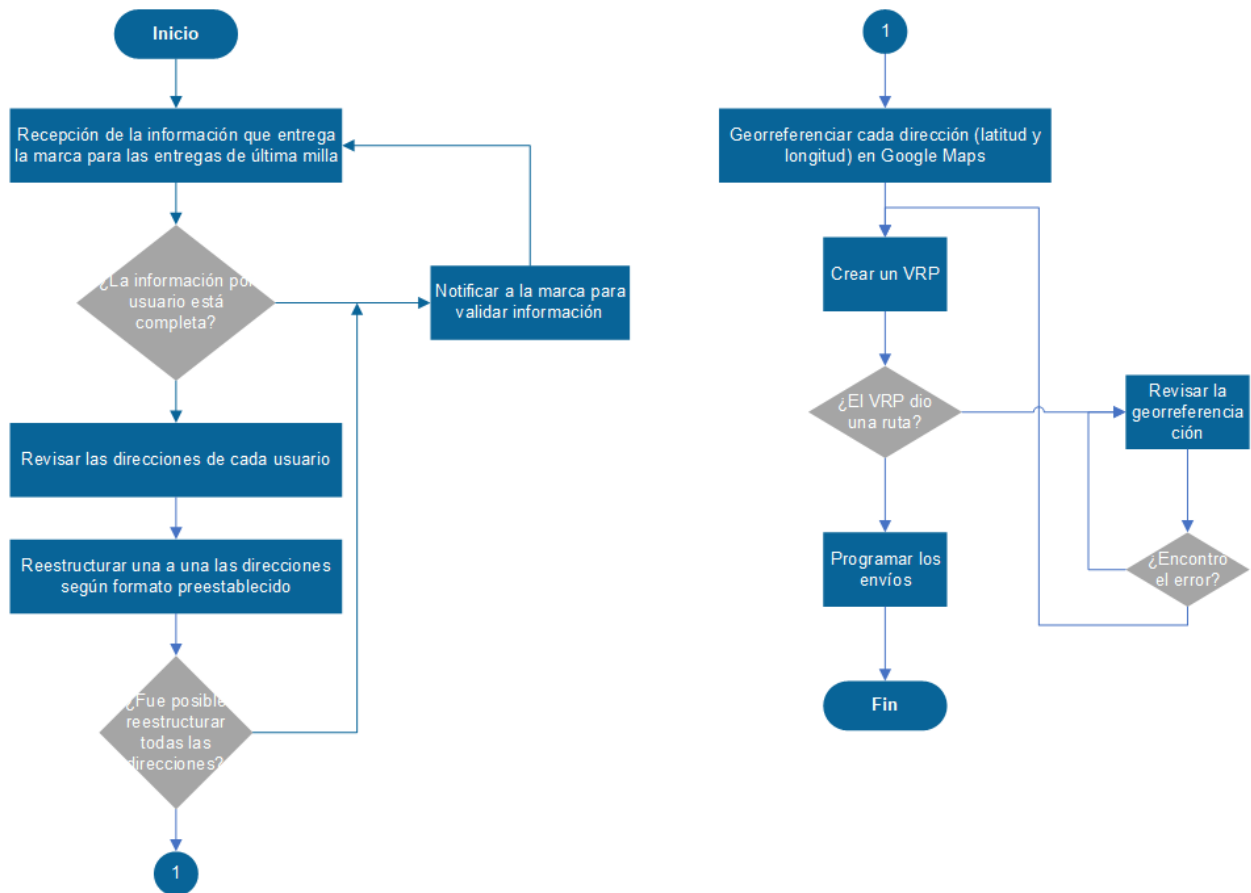 Inicio
Recepción de la información que entrega
la marca para las entregas de última milla
¿La información por
usuario está
completa?
Notificar a la marca para
validar información
Revisar las direcciones de cada usuario
Reestructurar una a una las direcciones
según formato preestablecido
¿Fue posible
reestructurar
todas las
direcciones?
1
1
Georreferenciar cada dirección (latitud y
longitud) en Google Maps
Crear un VRP
¿El VRP dio
una ruta?
Revisar la
georreferencia
ción
¿Encontro
el error?
Programar los
envíos
Fin